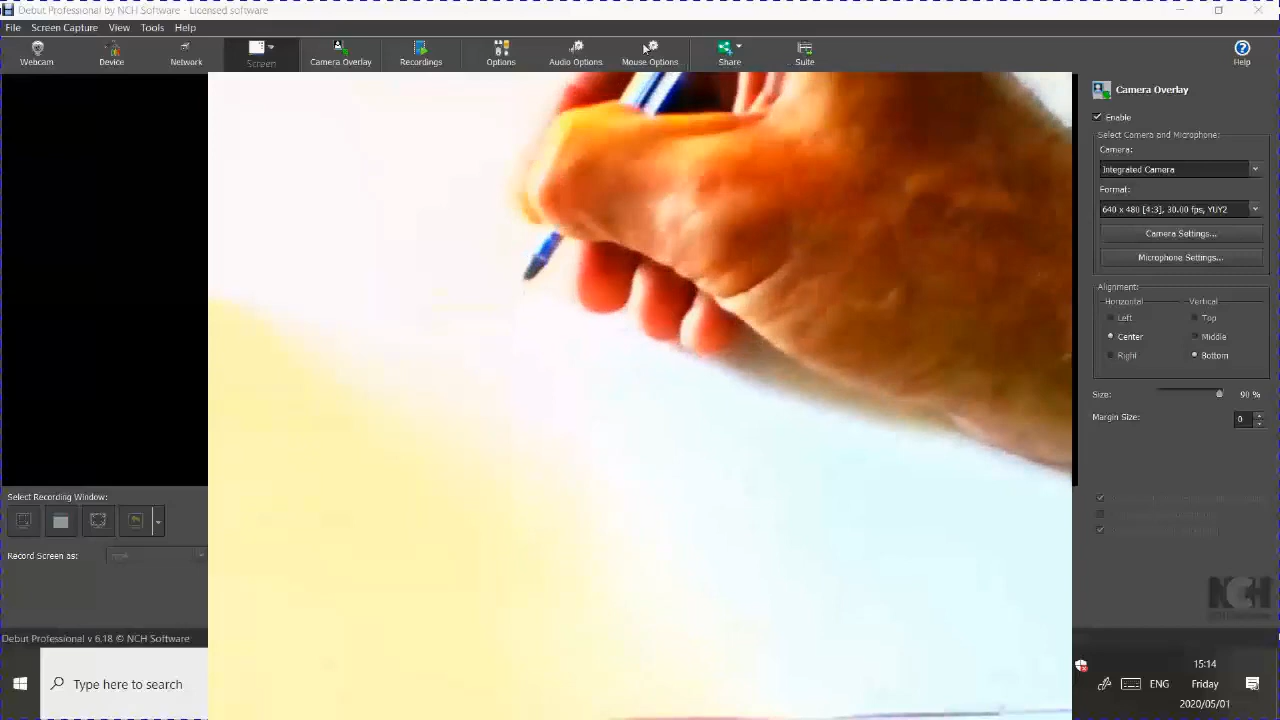 Debut Professional by NCH Software - Licensed software
File Screen Capture View Tools Help
Webcam Device Network Screen Camera Overlay Recordings Options Audio Options Mouse Options Share Suite Help
Camera Overlay
Enable
Select Camera and Microphone:
Camera:
Integrated Camera
Format:
640 x 480 [4:3], 30.00 fps, YUY2
Camera Settings...
Microphone Settings...
Alignment:
Horizontal Vertical
Left Top
Center Middle
Right Bottom
Size: 90 %
Margin Size: 0
Select Recording Window:
Record Screen as:
NCH
Debut Professional v 6.18 © NCH Software
Type here to search
ENG
15:14
Friday
2020/05/01